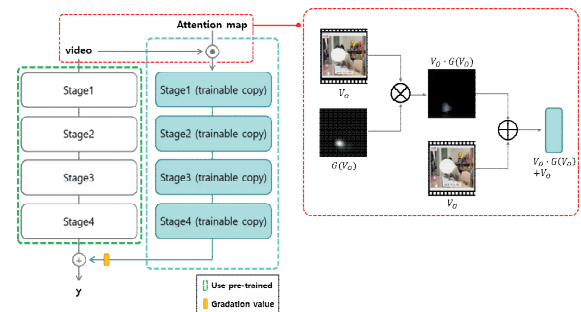 Attention map
video
Stage1
Stage2
Stage3
Stage4
Stage1 (trainable copy)
Stage2 (trainable copy)
Stage3 (trainable copy)
Stage4 (trainable copy)
+
y
Use pre-trained
Gradation value
V_O
G(V_O)
V_O · G(V_O)
V_O
V_O · G(V_O)
+V_O